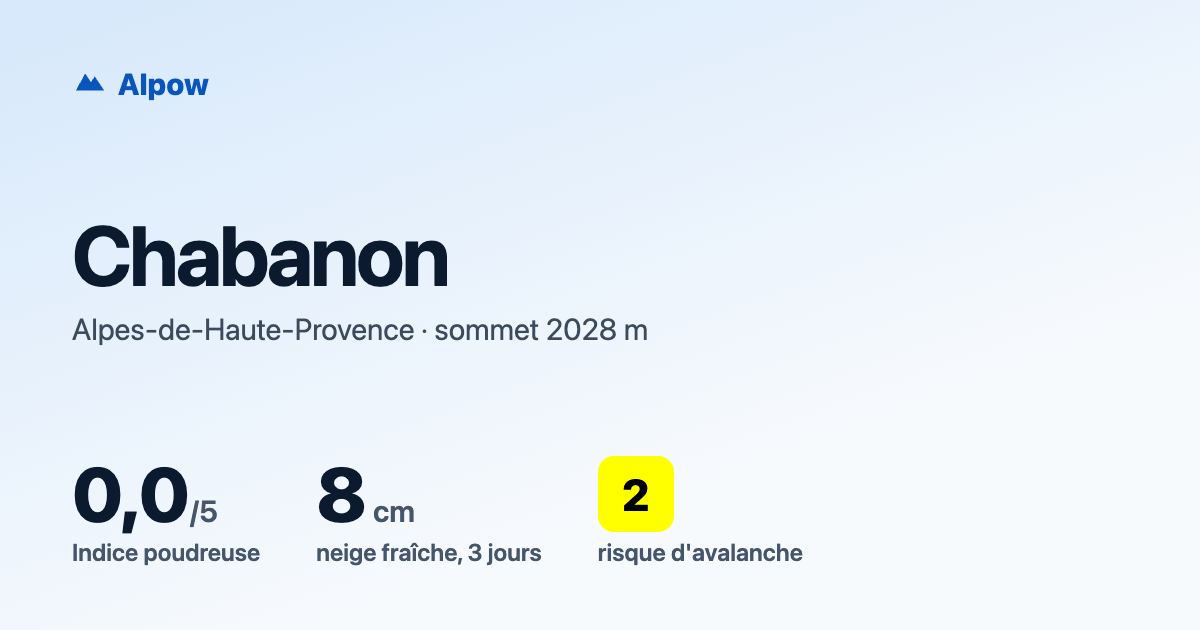 Alpow
Chabanon
Alpes-de-Haute-Provence · sommet 2028 m
0,0/5 8 cm 2
Indice poudreuse neige fraîche, 3 jours risque d'avalanche